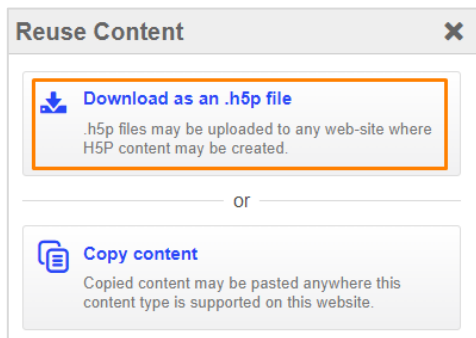 Reuse Content
Download as an .h5p file
.h5p files may be uploaded to any web-site where
H5P content may be created.
or
Copy content
Copied content may be pasted anywhere this
content type is supported on this website.